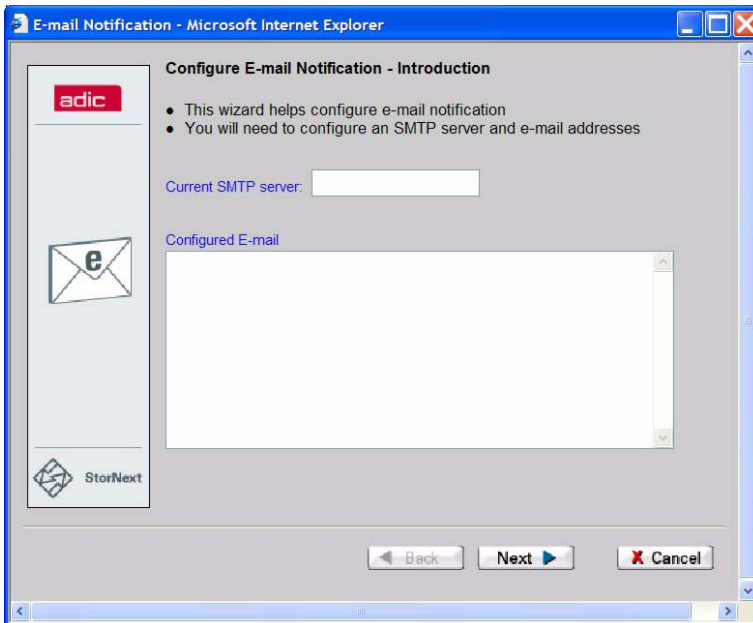 E-mail Notification - Microsoft Internet Explorer
adic
Configure E-mail Notification - Introduction
● This wizard helps configure e-mail notification
● You will need to configure an SMTP server and e-mail addresses
Current SMTP server:
Configured E-mail
e
StorNext
Back
Next
X Cancel